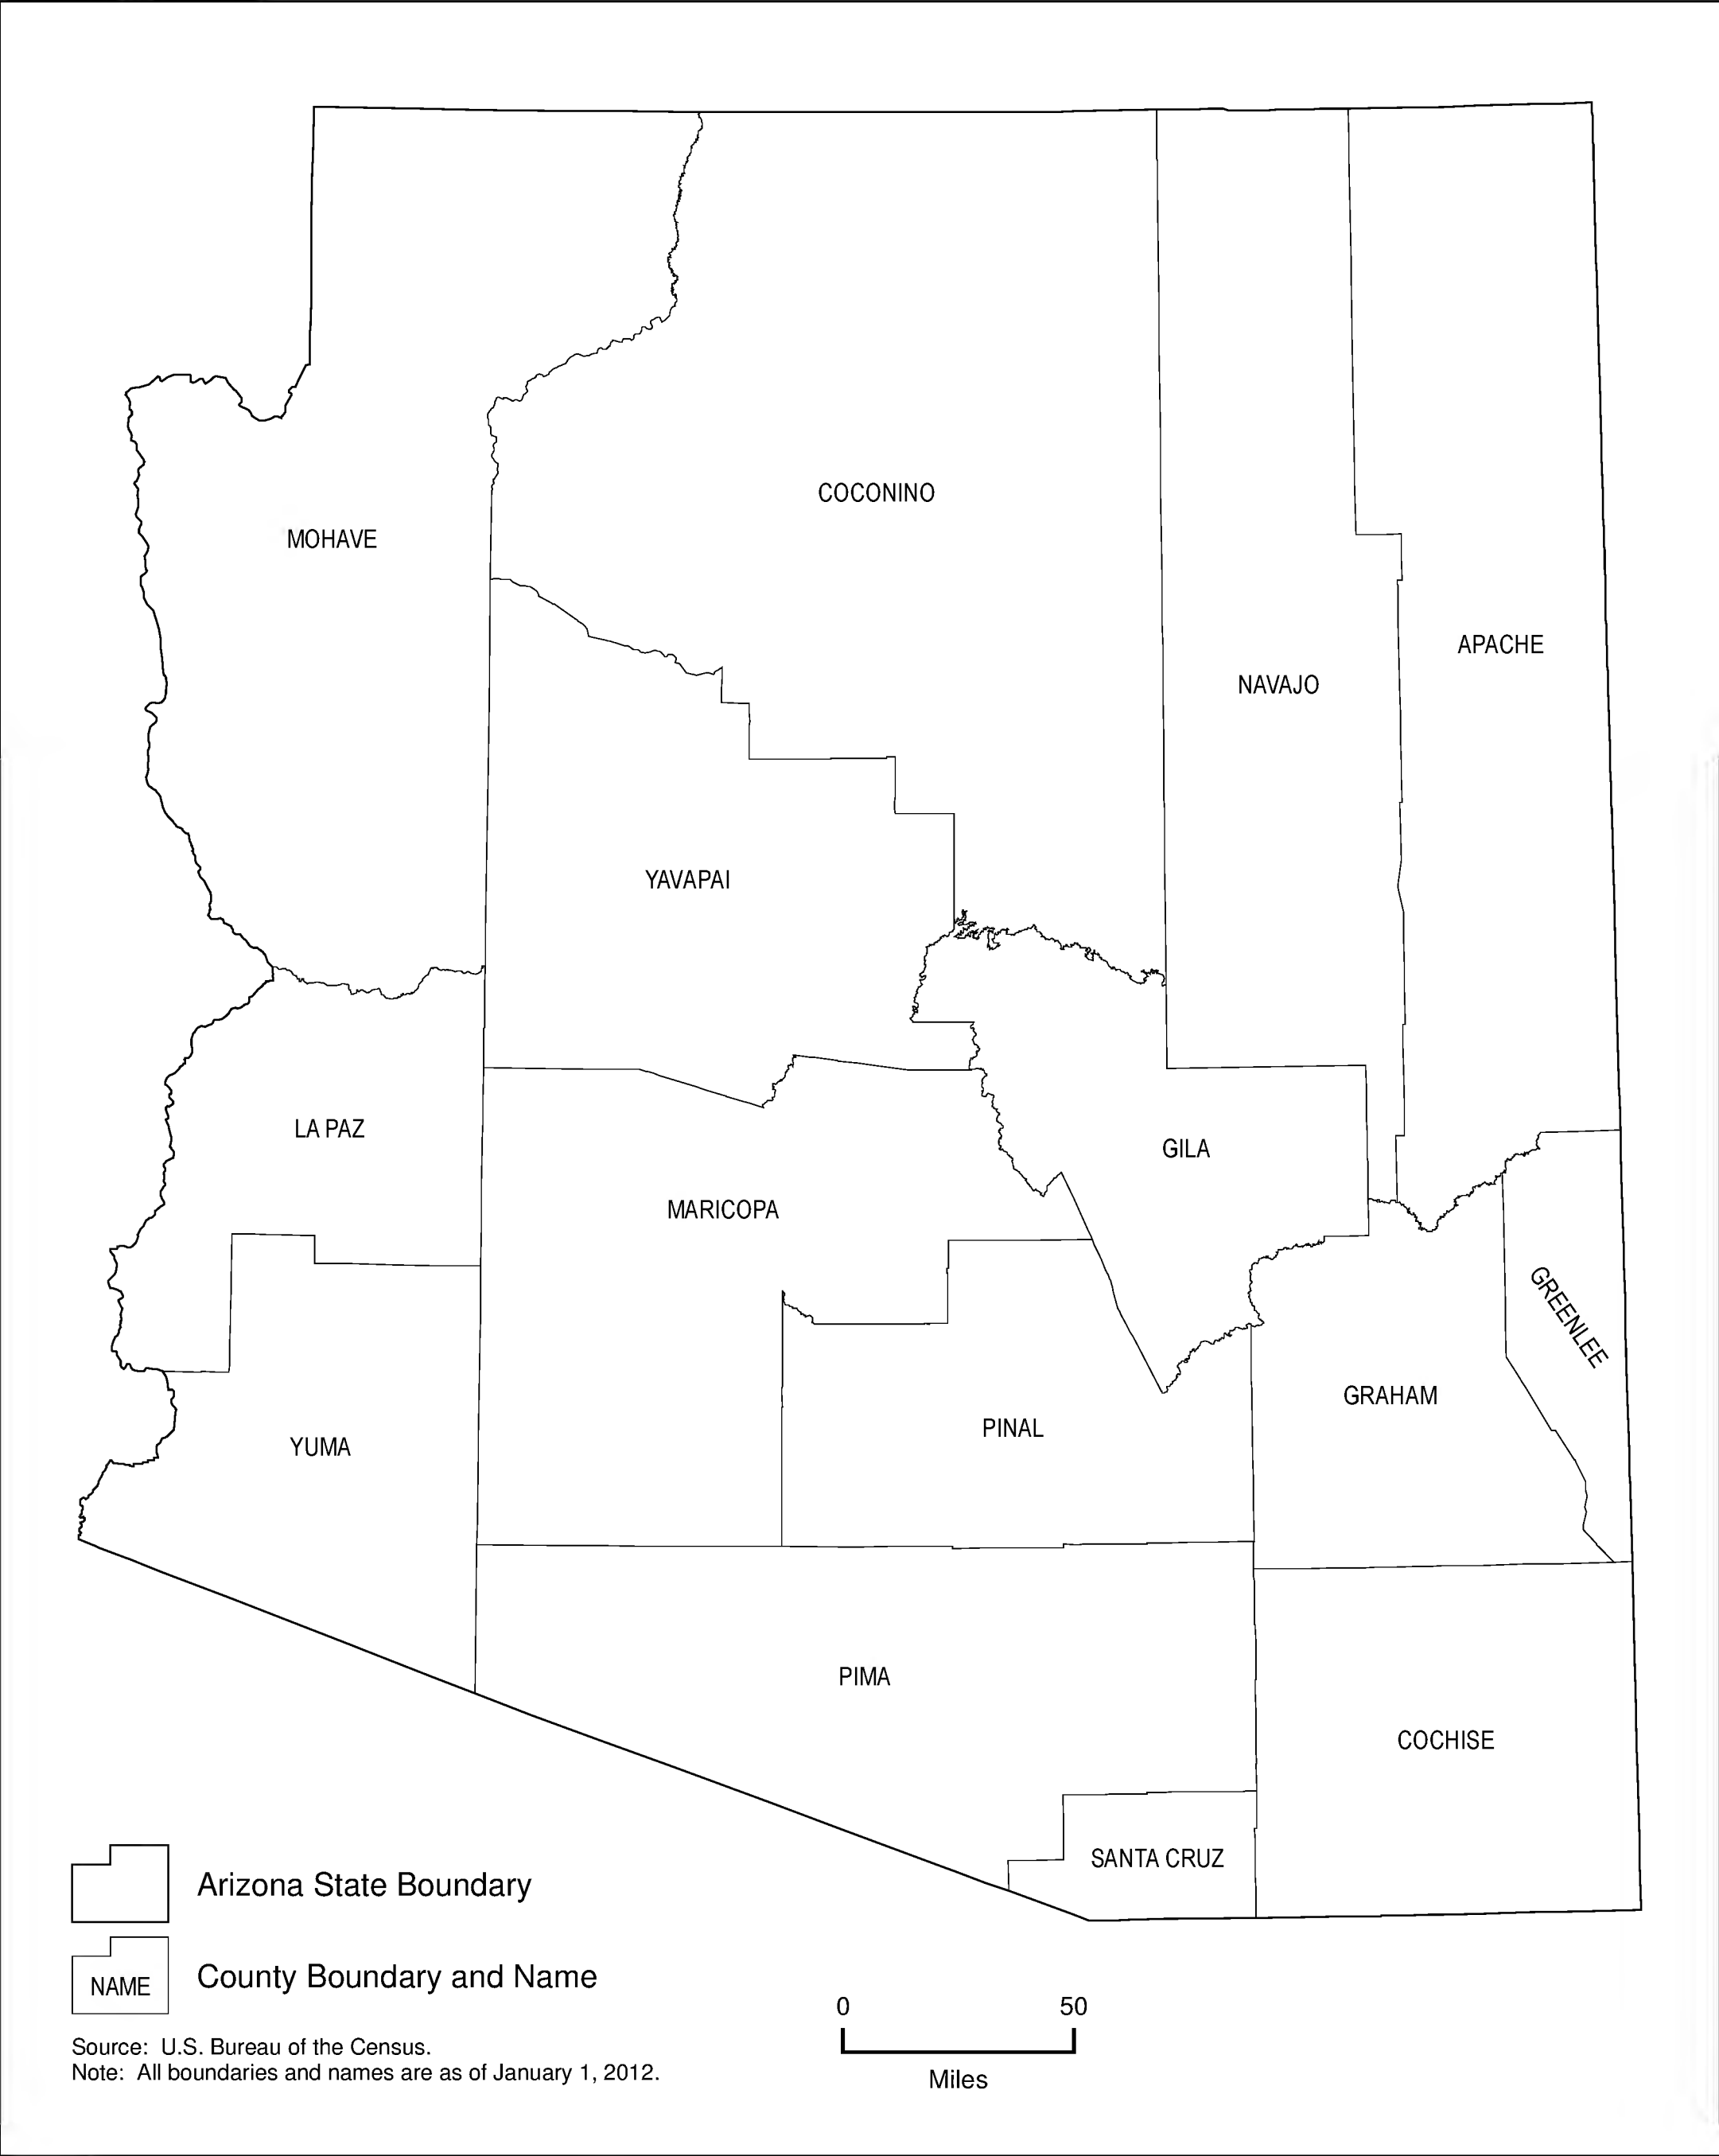 COCONINO
MOHAVE
APACHE
NAVAJO
YAVAPAI
LA PAZ
GILA
MARICOPA
GREENLEE
GRAHAM
PINAL
YUMA
PIMA
COCHISE
SANTA CRUZ
Arizona State Boundary
NAME County Boundary and Name
0 50
Miles
Source: U.S. Bureau of the Census.
Note: All boundaries and names are as of January 1, 2012.